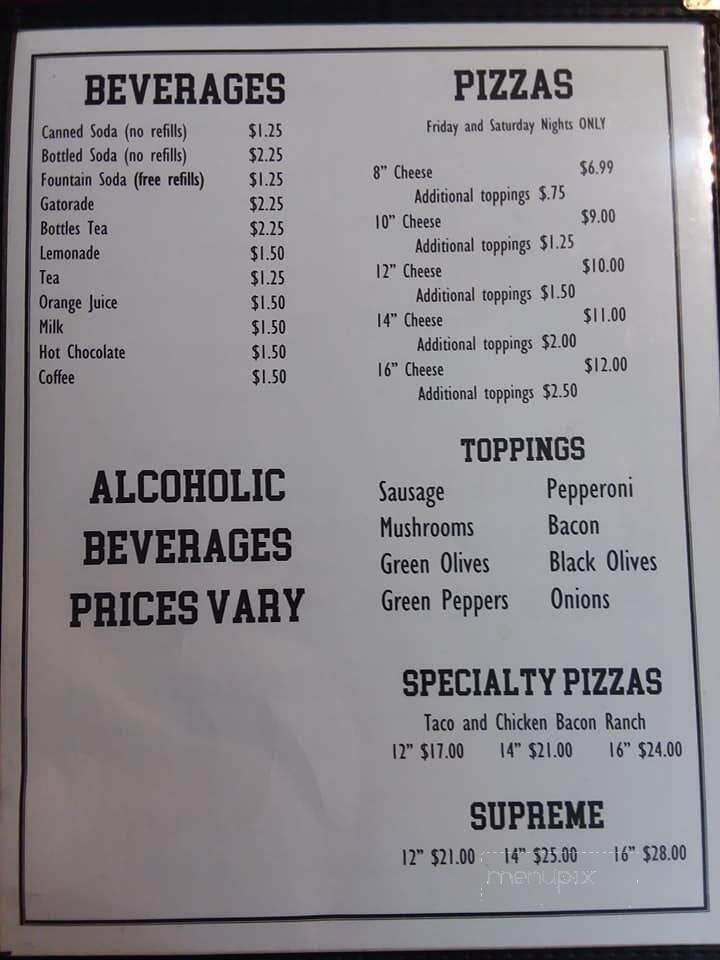 BEVERAGES
Canned Soda (no refills) $1.25
Bottled Soda (no refills) $2.25
Fountain Soda (free refills) $1.25
Gatorade $2.25
Bottles Tea $2.25
Lemonade $1.50
Tea $1.25
Orange Juice $1.50
Milk $1.50
Hot Chocolate $1.50
Coffee $1.50
ALCOHOLIC
BEVERAGES
PRICES VARY
PIZZAS
Friday and Saturday Nights ONLY
8" Cheese $6.99
Additional toppings $.75
10" Cheese $9.00
Additional toppings $1.25
12" Cheese $10.00
Additional toppings $1.50
14" Cheese $11.00
Additional toppings $2.00
16" Cheese $12.00
Additional toppings $2.50
TOPPINGS
Sausage Pepperoni
Mushrooms Bacon
Green Olives Black Olives
Green Peppers Onions
SPECIALTY PIZZAS
Taco and Chicken Bacon Ranch
12" $17.00 14" $21.00 16" $24.00
SUPREME
12" $21.00 14" $25.00 16" $28.00
menupix